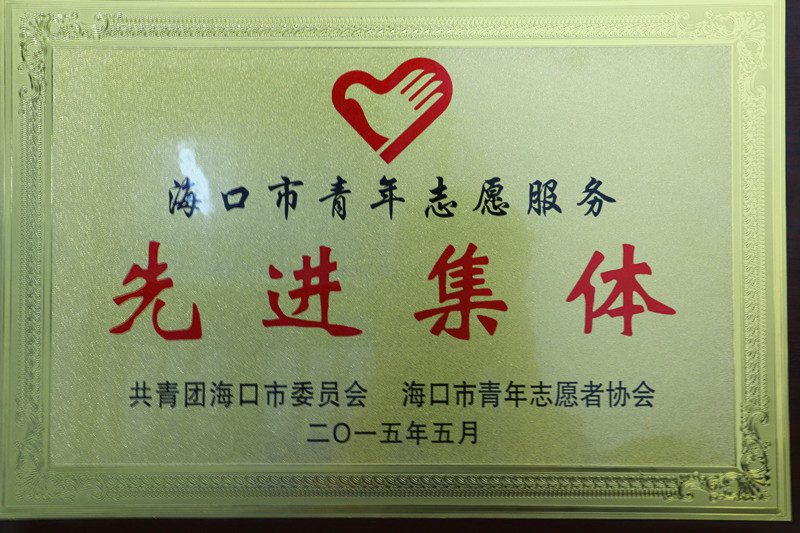 海口市青年志愿服务
先进集体
共青团海口市委员会 海口市青年志愿者协会
二〇一五年五月